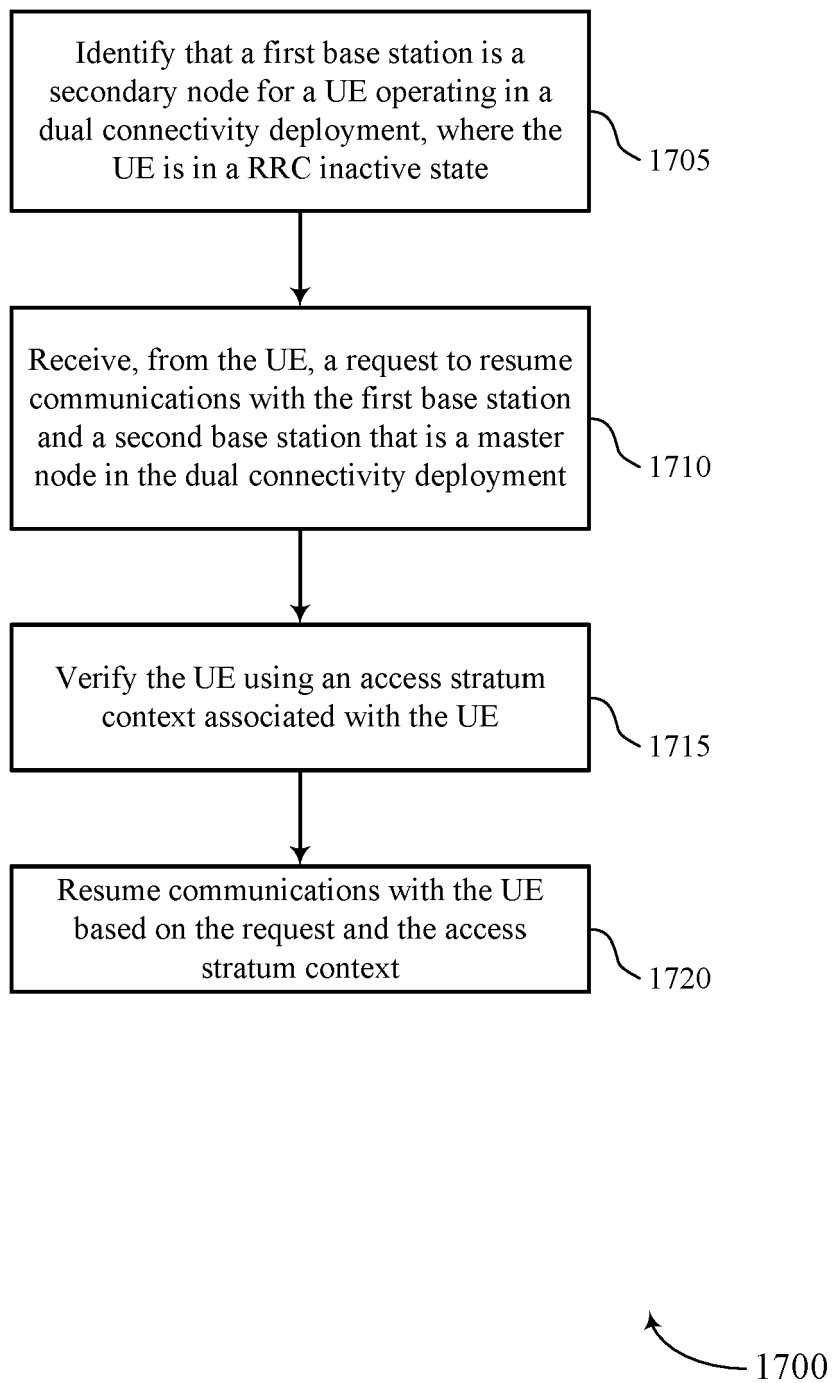 Identify that a first base station is a
secondary node for a UE operating in a
dual connectivity deployment, where the
UE is in a RRC inactive state
1705
Receive, from the UE, a request to resume
communications with the first base station
and a second base station that is a master
node in the dual connectivity deployment
1710
Verify the UE using an access stratum
context associated with the UE
1715
Resume communications with the UE
based on the request and the access
stratum context
1720
1700